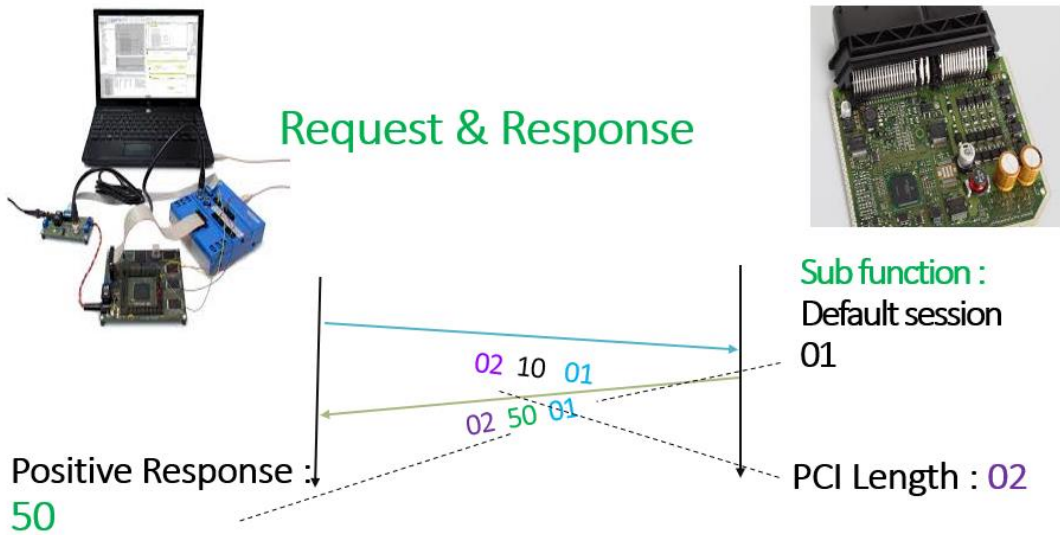 Request & Response
Sub function :
Default session
01
02 10 01
02 50 01
Positive Response :
50
PCI Length : 02